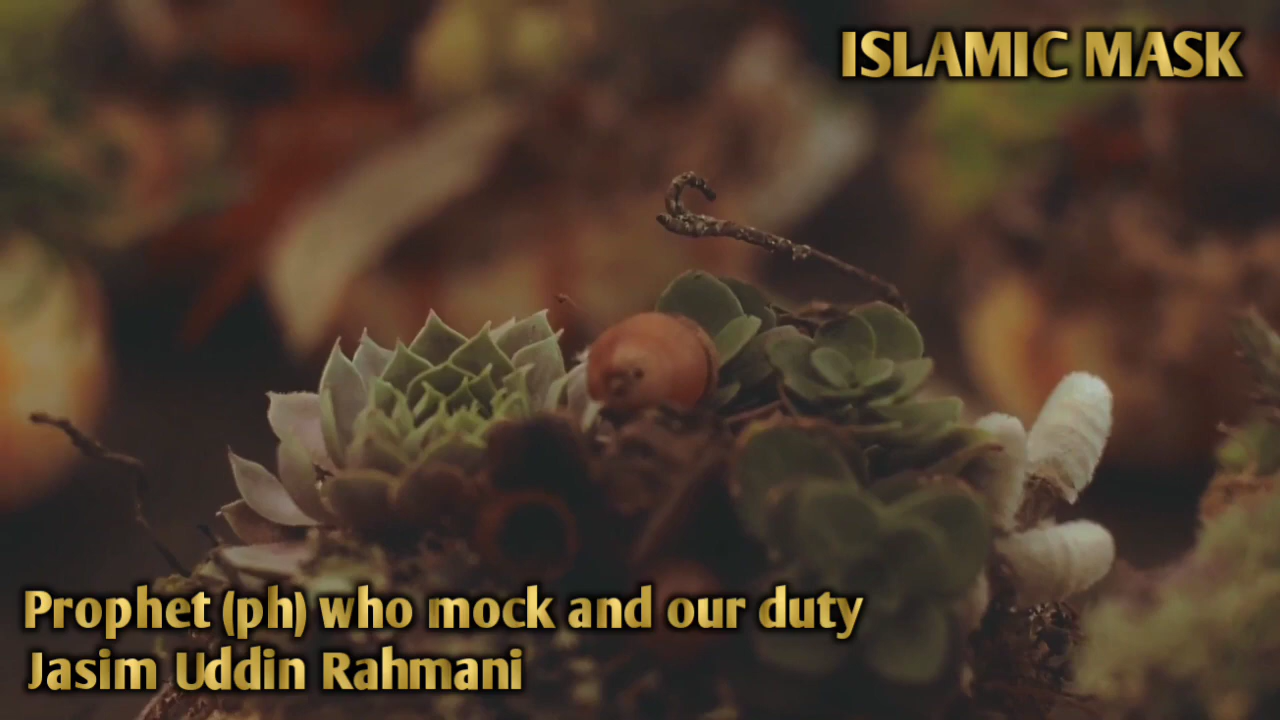 ISLAMIC MASK
Prophet (ph) who mock and our duty
Jasim Uddin Rahmani